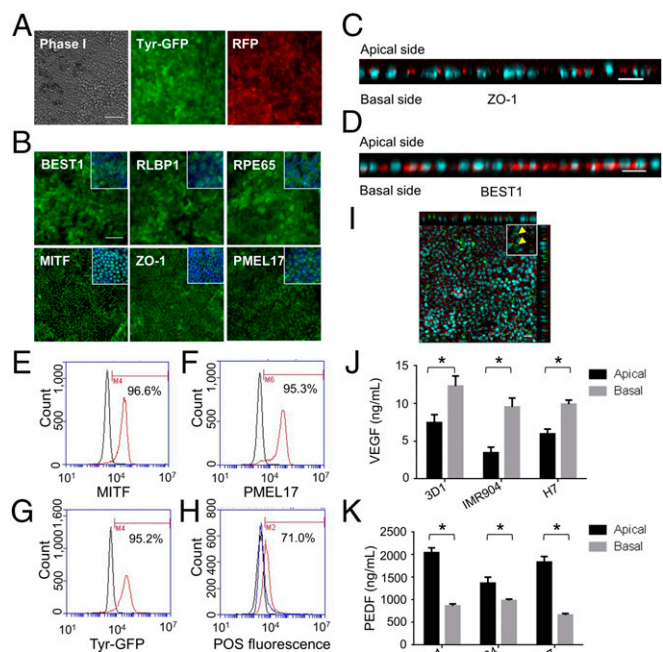 A
Phase I
Tyr-GFP
RFP
B
BEST1
RLBP1
RPE65
MITF
ZO-1
PMEL17
C
Apical side
Basal side
ZO-1
D
Apical side
Basal side
BEST1
I
E
Count
1,000
500
0
M4
96.6%
10¹ 10⁴ 10⁷
MITF
F
Count
1,000
500
0
M6
95.3%
10¹ 10⁴ 10⁷
PMEL17
G
Count
1,600
1,000
500
0
M4
95.2%
10¹ 10⁴ 10⁷
Tyr-GFP
H
Count
800
600
400
200
0
M2
71.0%
10¹ 10⁴ 10⁷
POS fluorescence
J
VEGF (ng/mL)
15
10
5
0
* * *
Apical
Basal
3D1 IMR904 H7
K
PEDF (ng/mL)
2500
2000
1500
1000
500
0
* * *
Apical
Basal